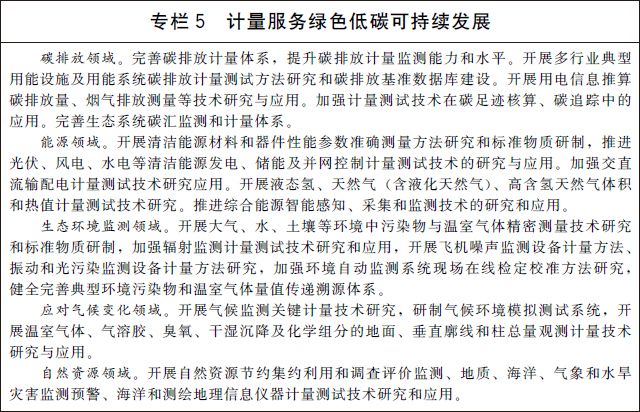 专栏5 计量服务绿色低碳可持续发展
碳排放领域。完善碳排放计量体系，提升碳排放计量监测能力和水平。开展多行业典型
用能设施及用能系统碳排放计量测试方法研究和碳排放基准数据库建设。开展用电信息推算
碳排放量、烟气排放测量等技术研究与应用。加强计量测试技术在碳足迹核算、碳追踪中的
应用。完善生态系统碳汇监测和计量体系。
能源领域。开展清洁能源材料和器件性能参数准确测量方法研究和标准物质研制，推进
光伏、风电、水电等清洁能源发电、储能及并网控制计量测试技术的研究与应用。加强交直
流输配电计量测试技术研究应用。开展液态氢、天然气（含液化天然气）、高含氢天然气体积
和热值计量测试技术研究。推进综合能源智能感知、采集和监测技术的研究和应用。
生态环境监测领域。开展大气、水、土壤等环境中污染物与温室气体精密测量技术研究
和标准物质研制，加强辐射监测计量测试技术研究和应用，开展飞机噪声监测设备计量方法、
振动和光污染监测设备计量方法研究，加强环境自动监测系统现场在线检定校准方法研究，
健全完善典型环境污染物和温室气体量值传递溯源体系。
应对气候变化领域。开展气候监测关键计量技术研究，研制气候环境模拟测试系统，开
展温室气体、气溶胶、臭氧、干湿沉降及化学组分的地面、垂直廓线和柱总量观测计量技术
研究与应用。
自然资源领域。开展自然资源节约集约利用和调查评价监测、地质、海洋、气象和水旱
灾害监测预警、海洋和测绘地理信息仪器计量测试技术研究和应用。